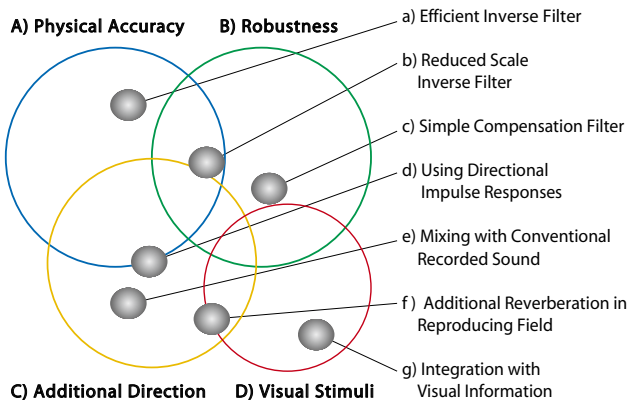 A) Physical Accuracy
B) Robustness
a) Efficient Inverse Filter
b) Reduced Scale
Inverse Filter
c) Simple Compensation Filter
d) Using Directional
Impulse Responses
e) Mixing with Conventional
Recorded Sound
f) Additional Reverberation in
Reproducing Field
g) Integration with
Visual Information
C) Additional Direction
D) Visual Stimuli